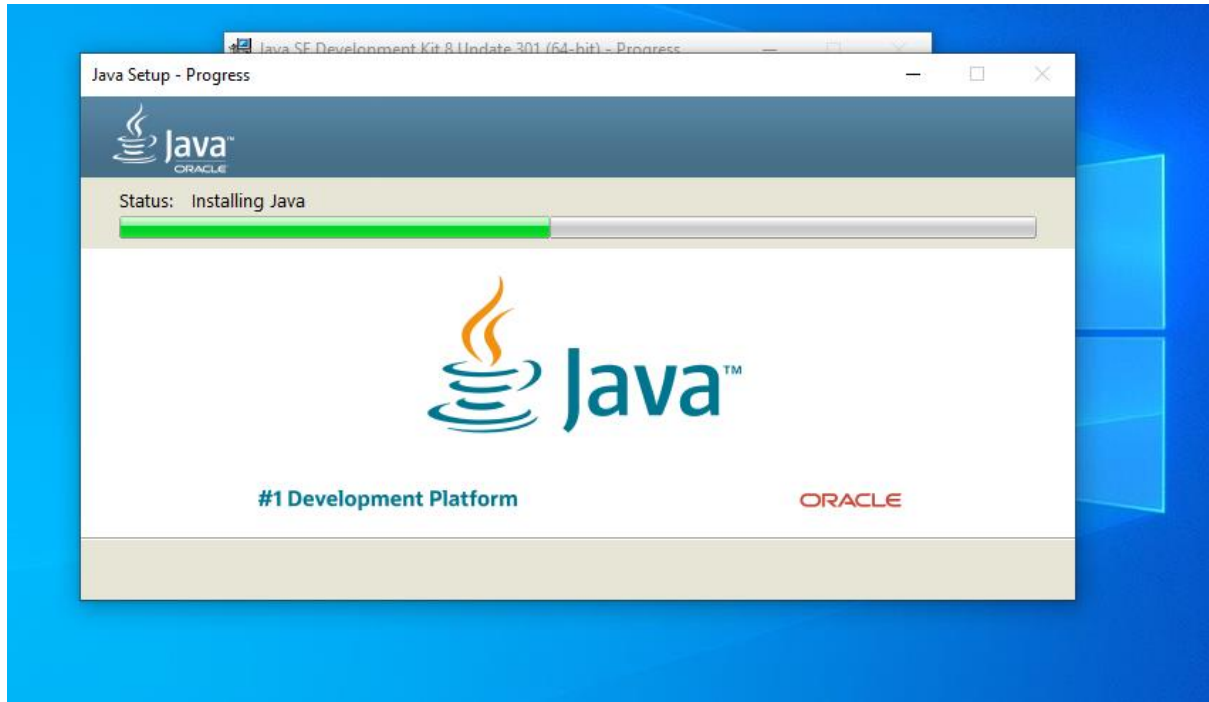 Java SE Development Kit 8 Update 301 (64-bit) - Progress
Java Setup - Progress
Java™
ORACLE
Status: Installing Java
Java™
#1 Development Platform
ORACLE